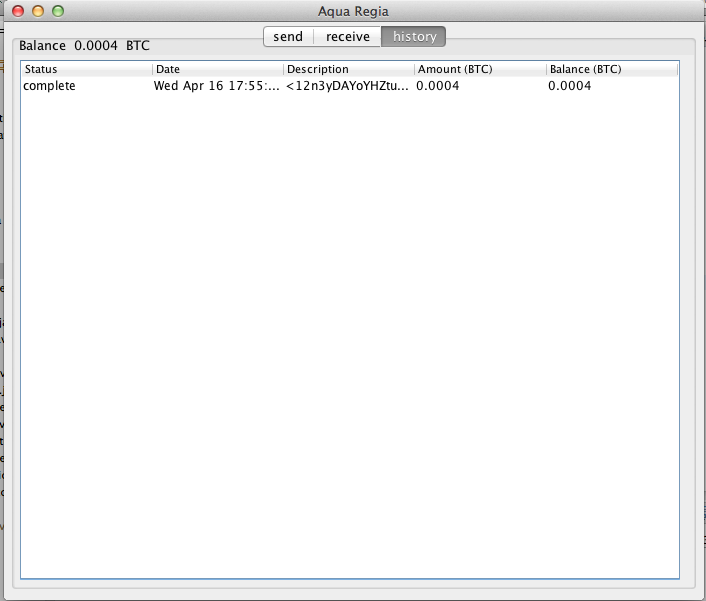 Aqua Regia
send receive history
Balance 0.0004 BTC
Status Date Description Amount (BTC) Balance (BTC)
complete Wed Apr 16 17:55:... <12n3yDAYoYHZtu... 0.0004 0.0004